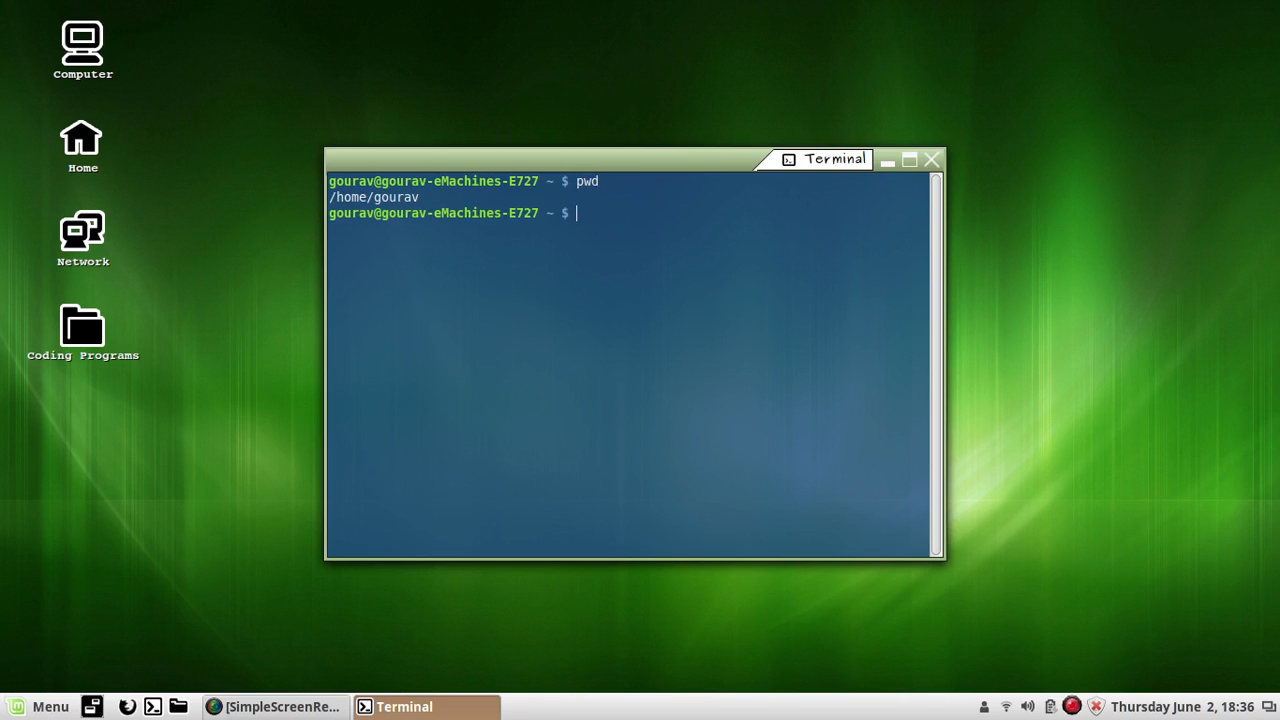 Computer
Home
Network
Coding Programs
Terminal
gourav@gourav-eMachines-E727 ~ $ pwd
/home/gourav
gourav@gourav-eMachines-E727 ~ $
Menu
[SimpleScreenRe...
Terminal
Thursday June 2, 18:36